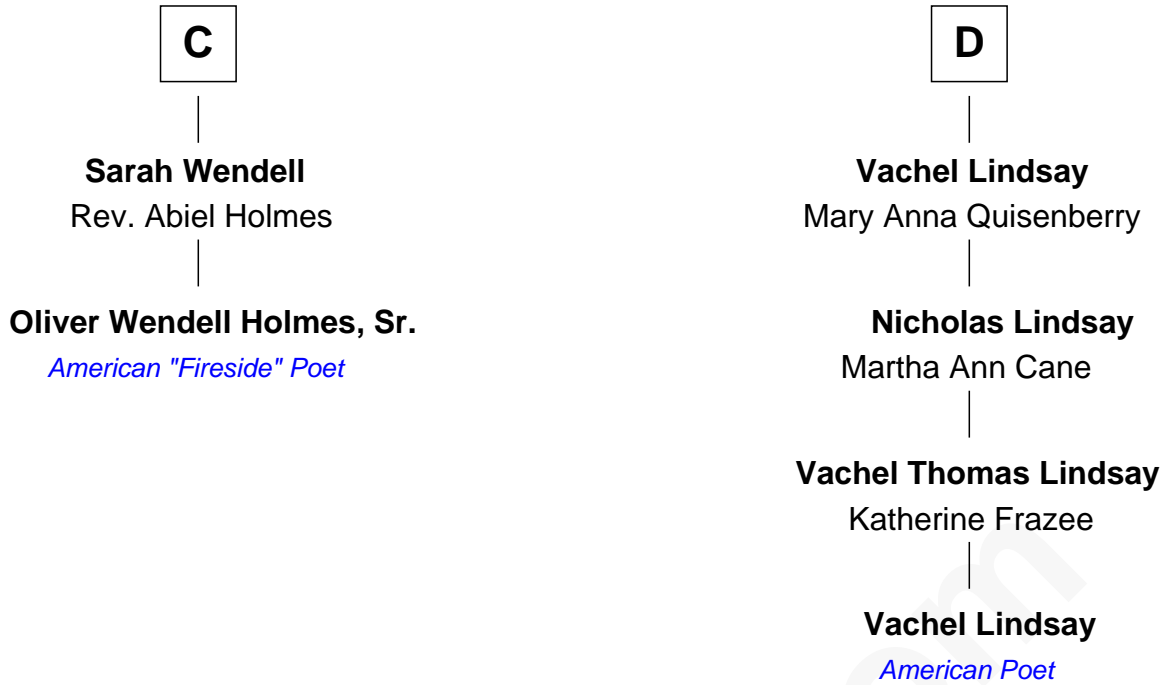 C
Sarah Wendell
Rev. Abiel Holmes
Oliver Wendell Holmes, Sr.
American "Fireside" Poet
D
Vachel Lindsay
Mary Anna Quisenberry
Nicholas Lindsay
Martha Ann Cane
Vachel Thomas Lindsay
Katherine Frazee
Vachel Lindsay
American Poet